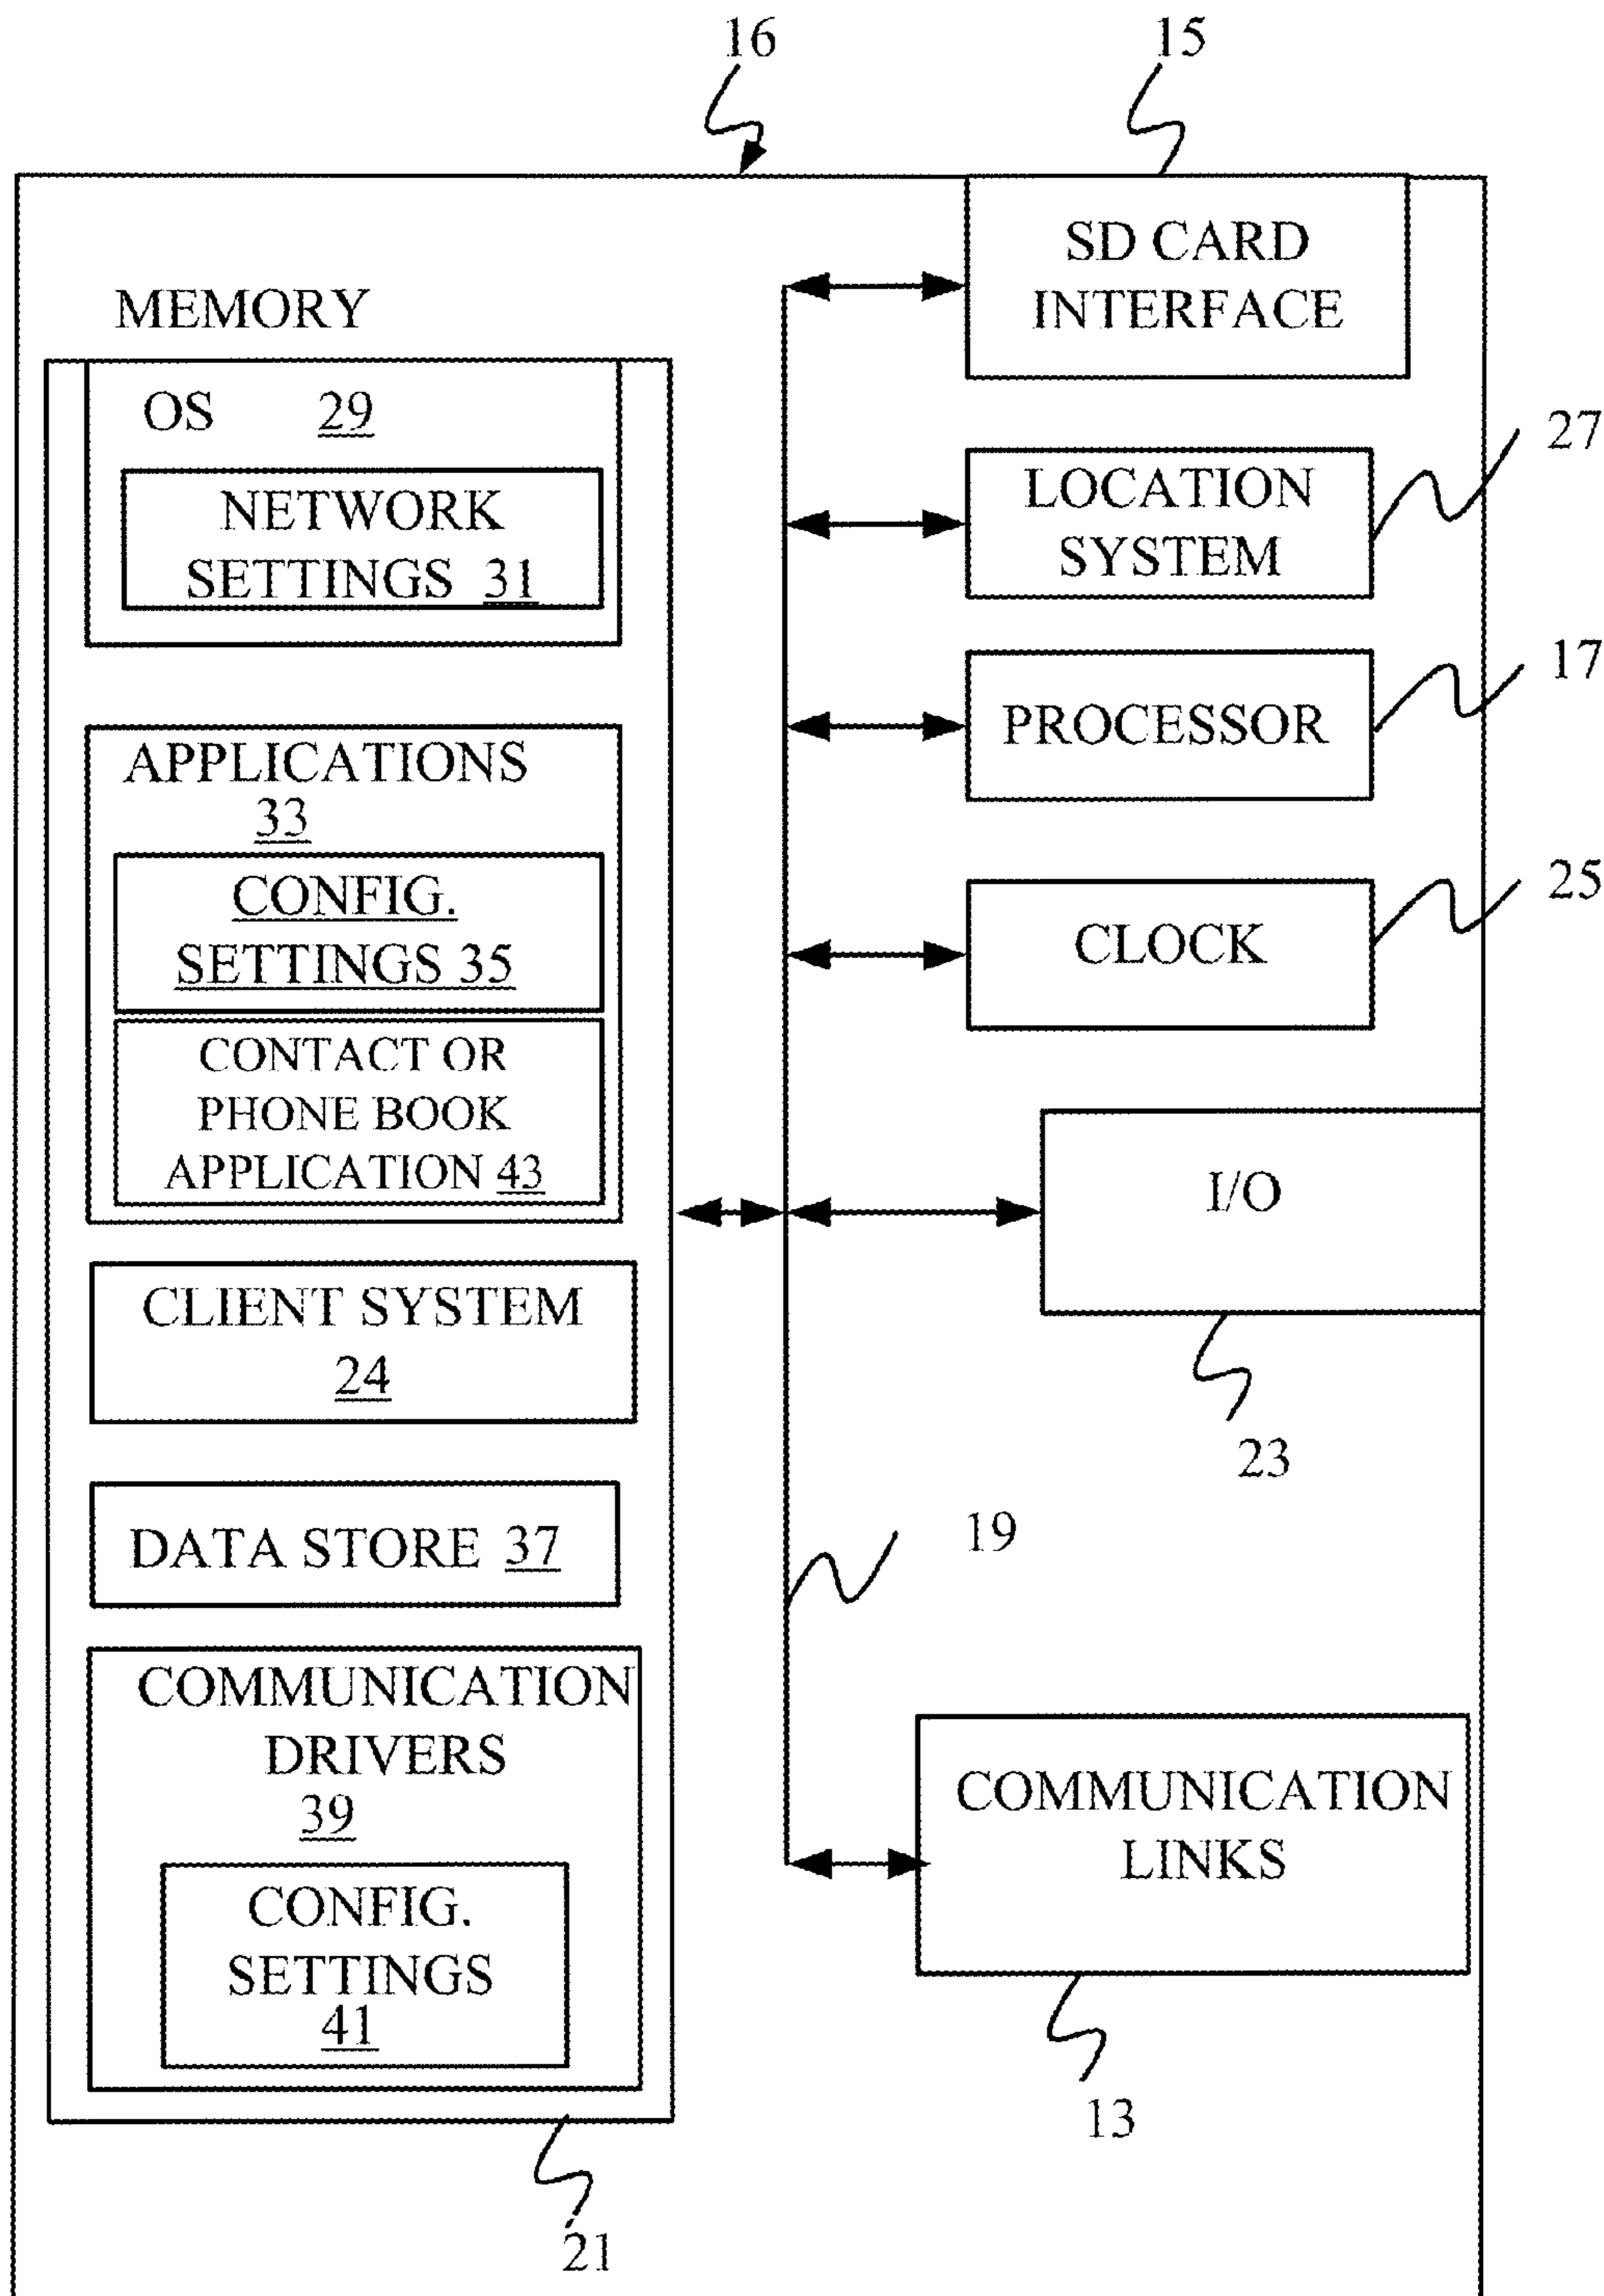 16
15
SD CARD
INTERFACE
MEMORY
OS 29
NETWORK
SETTINGS 31
APPLICATIONS
33
CONFIG.
SETTINGS 35
CONTACT OR
PHONE BOOK
APPLICATION 43
CLIENT SYSTEM
24
DATA STORE 37
COMMUNICATION
DRIVERS
39
CONFIG.
SETTINGS
41
21
LOCATION
SYSTEM
27
PROCESSOR
17
CLOCK
25
I/O
23
19
COMMUNICATION
LINKS
13